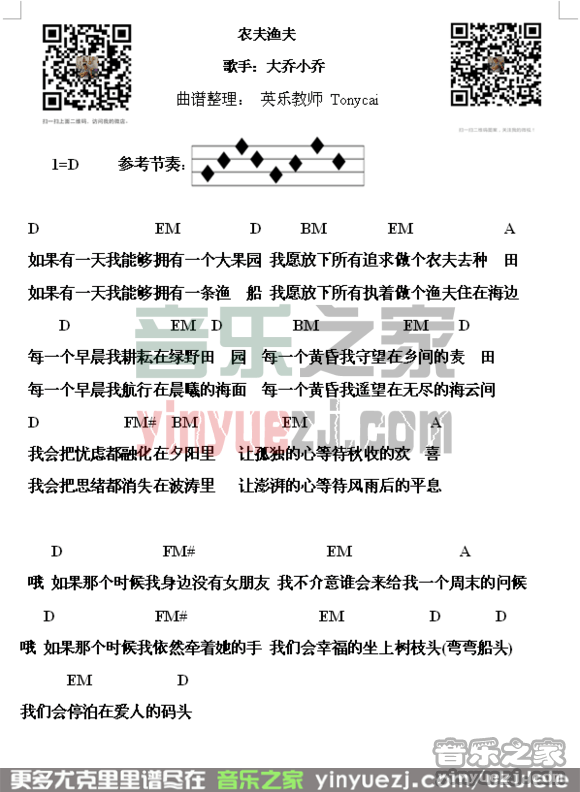 农夫渔夫
歌手：大乔小乔
曲谱整理： 英乐教师 Tonycai
扫一扫上面二维码，访问我的商店。
扫一扫二维码图案，关注我的商铺！
1=D 参考节奏：
D EM D BM EM A
如果有一天我能够拥有一个大果园 我愿放下所有追求做个农夫去种 田
如果有一天我能够拥有一条渔 船 我愿放下所有执着做个渔夫住在海边
D EM D BM EM D
每一个早晨我耕耘在绿野田 园 每一个黄昏我守望在乡间的麦 田
每一个早晨我航行在晨曦的海面 每一个黄昏我遥望在无尽的海云间
D FM# BM EM A
我会把忧虑都融化在夕阳里 让孤独的心等待秋收的欢 喜
我会把思绪都消失在波涛里 让澎湃的心等待风雨后的平息
音乐之家
yinyuezj.com
D FM# EM A
哦 如果那个时候我身边没有女朋友 我不介意谁会来给我一个周末的问候
D FM# EM D D
哦 如果那个时候我依然牵着她的手 我们会幸福的坐上树枝头(弯弯船头)
EM D
我们会停泊在爱人的码头
音乐之家
更多尤克里里谱尽在 音乐之家 yinyuezj.com